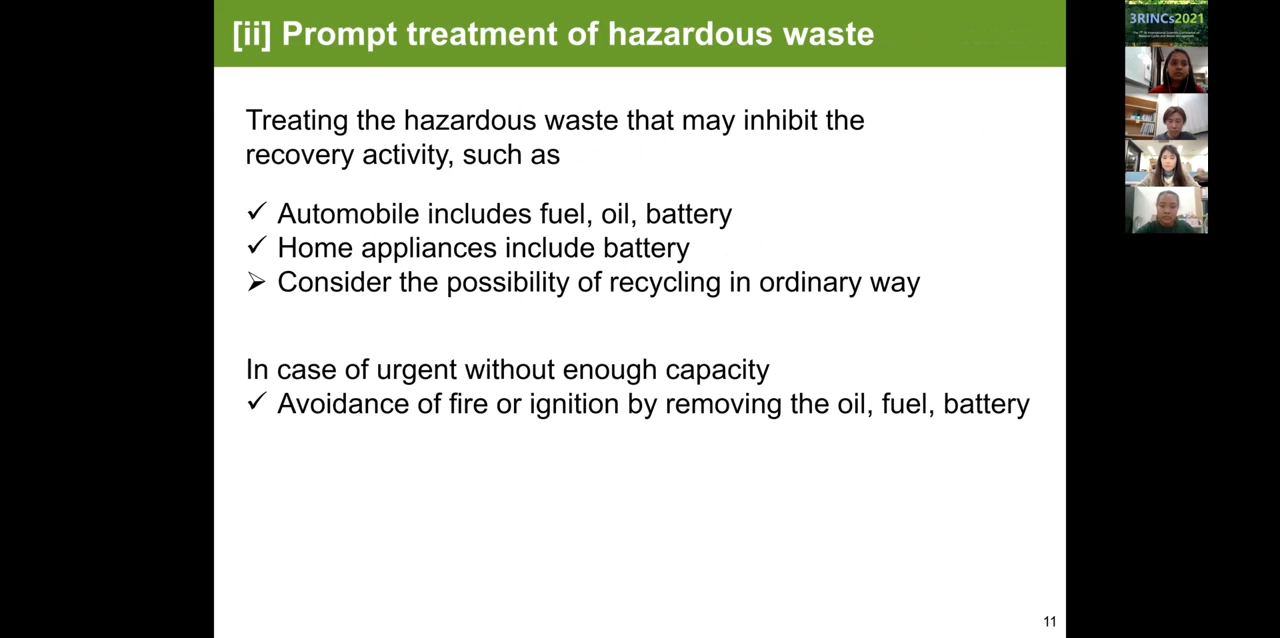 [ii] Prompt treatment of hazardous waste
Treating the hazardous waste that may inhibit the
recovery activity, such as
✓ Automobile includes fuel, oil, battery
✓ Home appliances include battery
➢ Consider the possibility of recycling in ordinary way
In case of urgent without enough capacity
✓ Avoidance of fire or ignition by removing the oil, fuel, battery
11
3RINCs2021